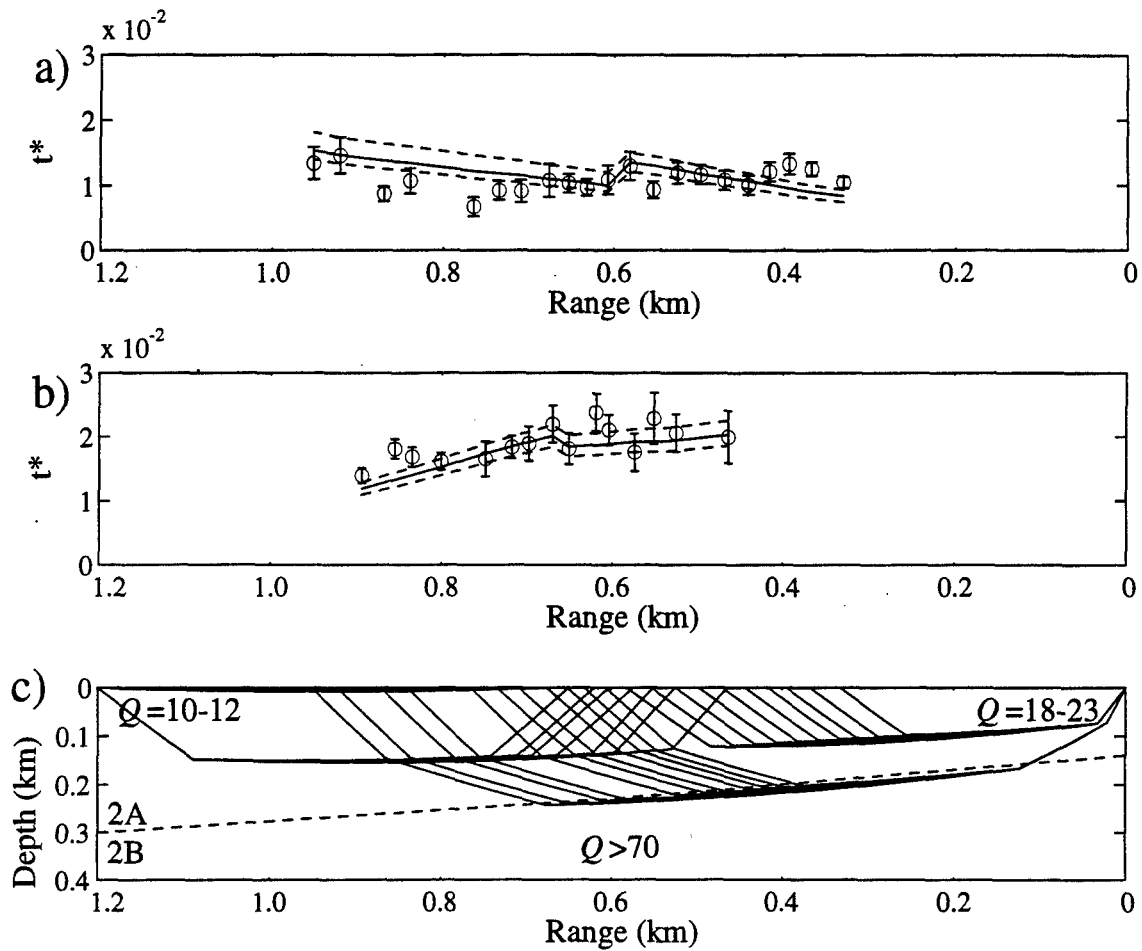 x 10-2
a)
3
2
t*
1
0
1.2 1.0 0.8 0.6 0.4 0.2 0
Range (km)
x 10-2
b)
3
2
t*
1
0
1.2 1.0 0.8 0.6 0.4 0.2 0
Range (km)
c)
0
Q=10-12 Q=18-23
0.1
Depth (km)
0.2
2A
0.3
2B Q>70
0.4
1.2 1.0 0.8 0.6 0.4 0.2 0
Range (km)